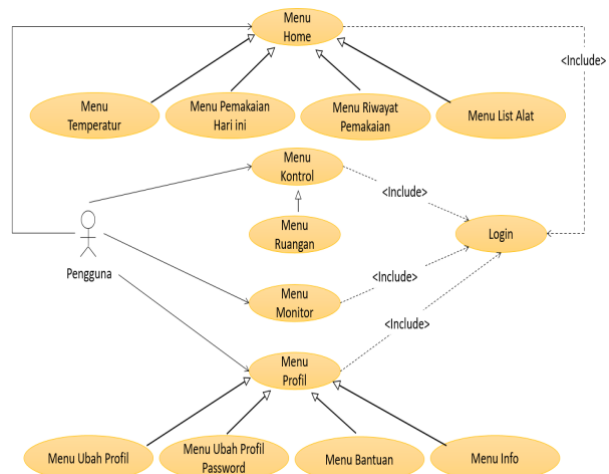 Menu
Home
<Include>
Menu
Temperatur
Menu Pemakaian
Hari ini
Menu Riwayat
Pemakaian
Menu List Alat
Menu
Kontrol
<Include>
Menu
Ruangan
Login
Pengguna
<Include>
Menu
Monitor
<Include>
Menu
Profil
Menu Ubah Profil
Menu Ubah Profil
Password
Menu Bantuan
Menu Info